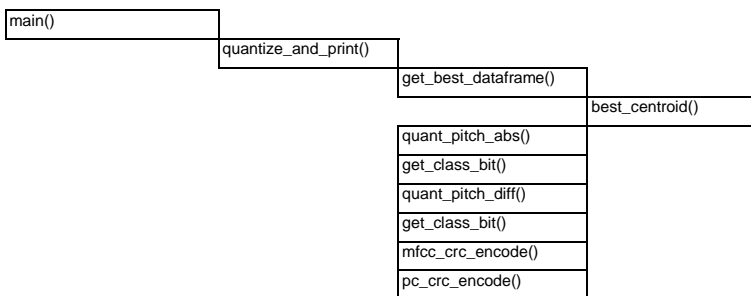 main()
quantize_and_print()
get_best_dataframe()
best_centroid()
quant_pitch_abs()
get_class_bit()
quant_pitch_diff()
get_class_bit()
mfcc_crc_encode()
pc_crc_encode()